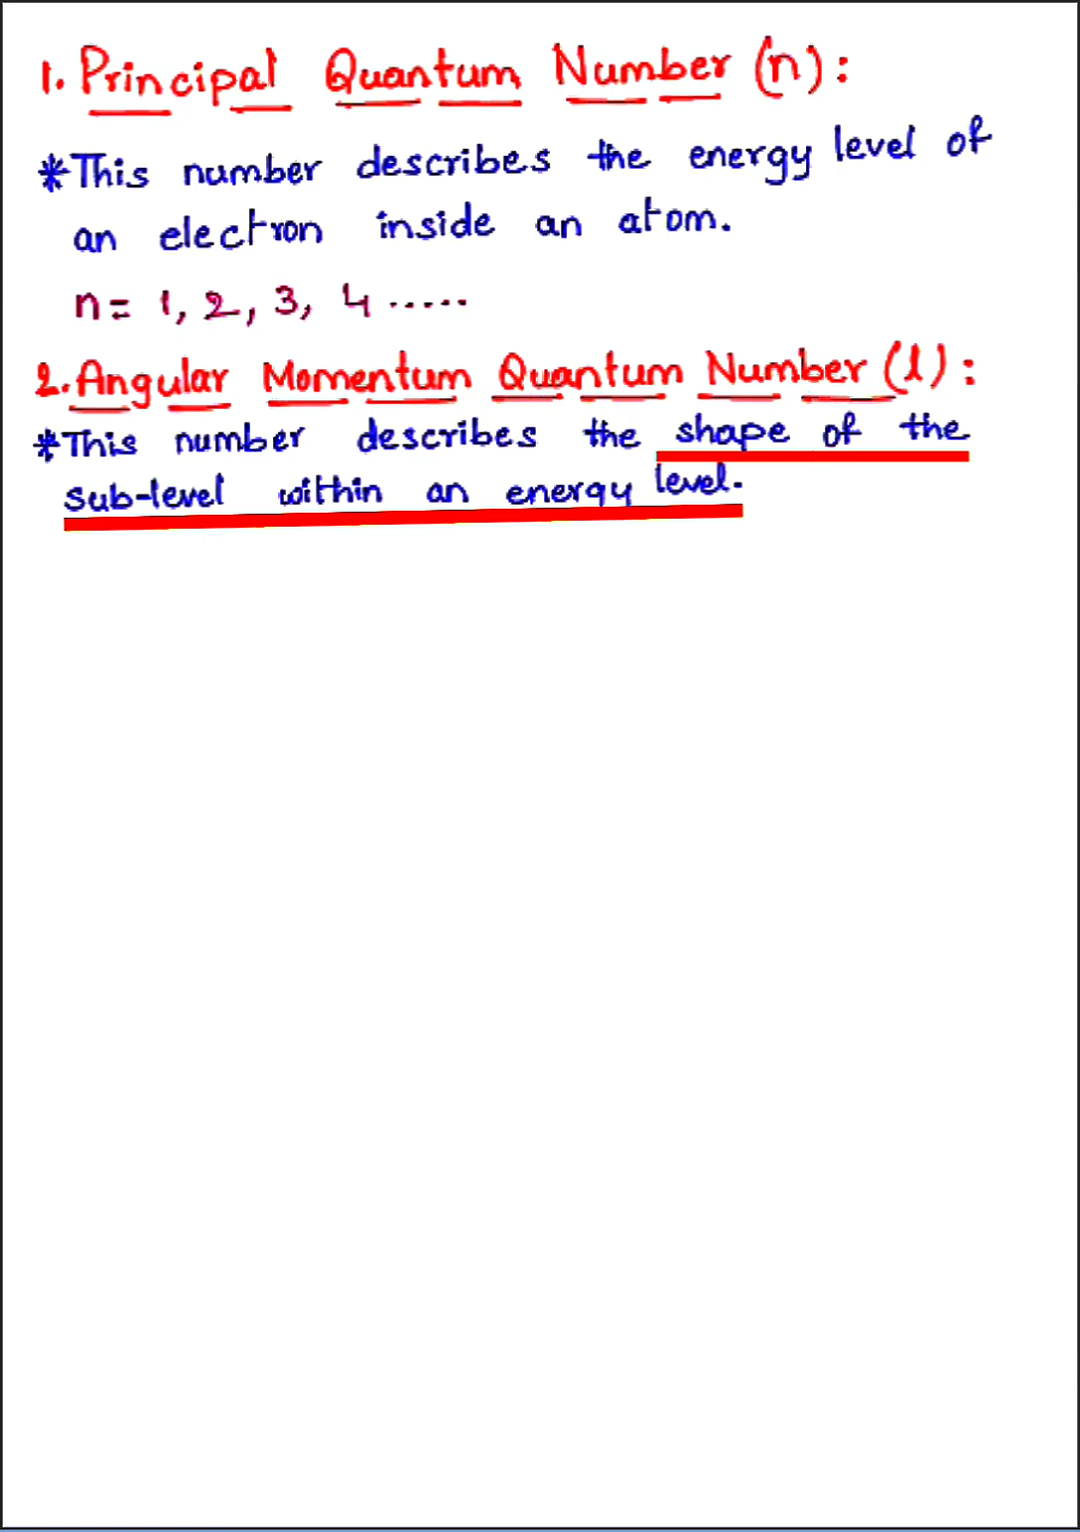 1. Principal Quantum Number (n):
*This number describes the energy level of
an electron inside an atom.
n= 1, 2, 3, 4 .....
2. Angular Momentum Quantum Number (l):
*This number describes the shape of the
sub-level within an energy level.